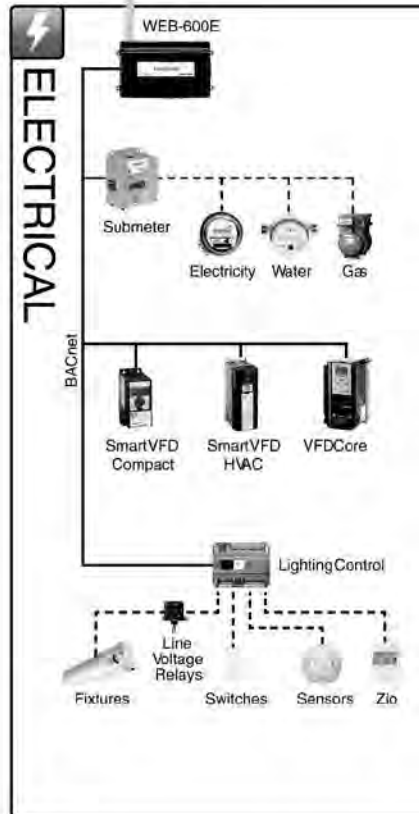 WEB-600E
ELECTRICAL
Submeter
Electricity Water Gas
BACnet
SmartVFD
Compact
SmartVFD
HVAC
VFDCore
Lighting Control
Line
Voltage
Relays
Fixtures
Switches
Sensors
Zio